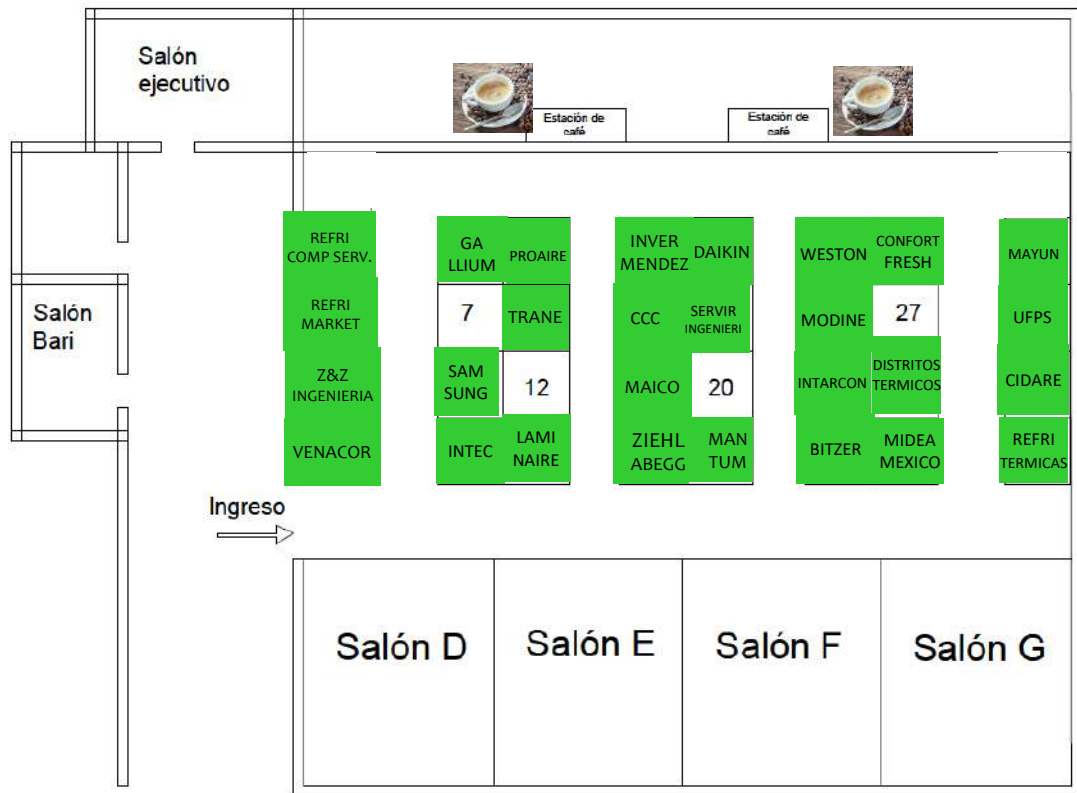 Salón
ejecutivo
Estación de
café
Estación de
café
REFRI
COMP SERV.
GA
LLIUM
PROAIRE
INVER
MENDEZ
DAIKIN
WESTON
CONFORT
FRESH
MAYUN
Salón
Bari
REFRI
MARKET
7
TRANE
CCC
SERVIR
INGENIERI
MODINE
27
UFPS
Z&Z
INGENIERIA
SAM
SUNG
12
MAICO
20
INTARCON
DISTRITOS
TERMICOS
CIDARE
VENACOR
INTEC
LAMI
NAIRE
ZIEHL
ABEGG
MAN
TUM
BITZER
MIDEA
MEXICO
REFRI
TERMICAS
Ingreso
Salón D
Salón E
Salón F
Salón G